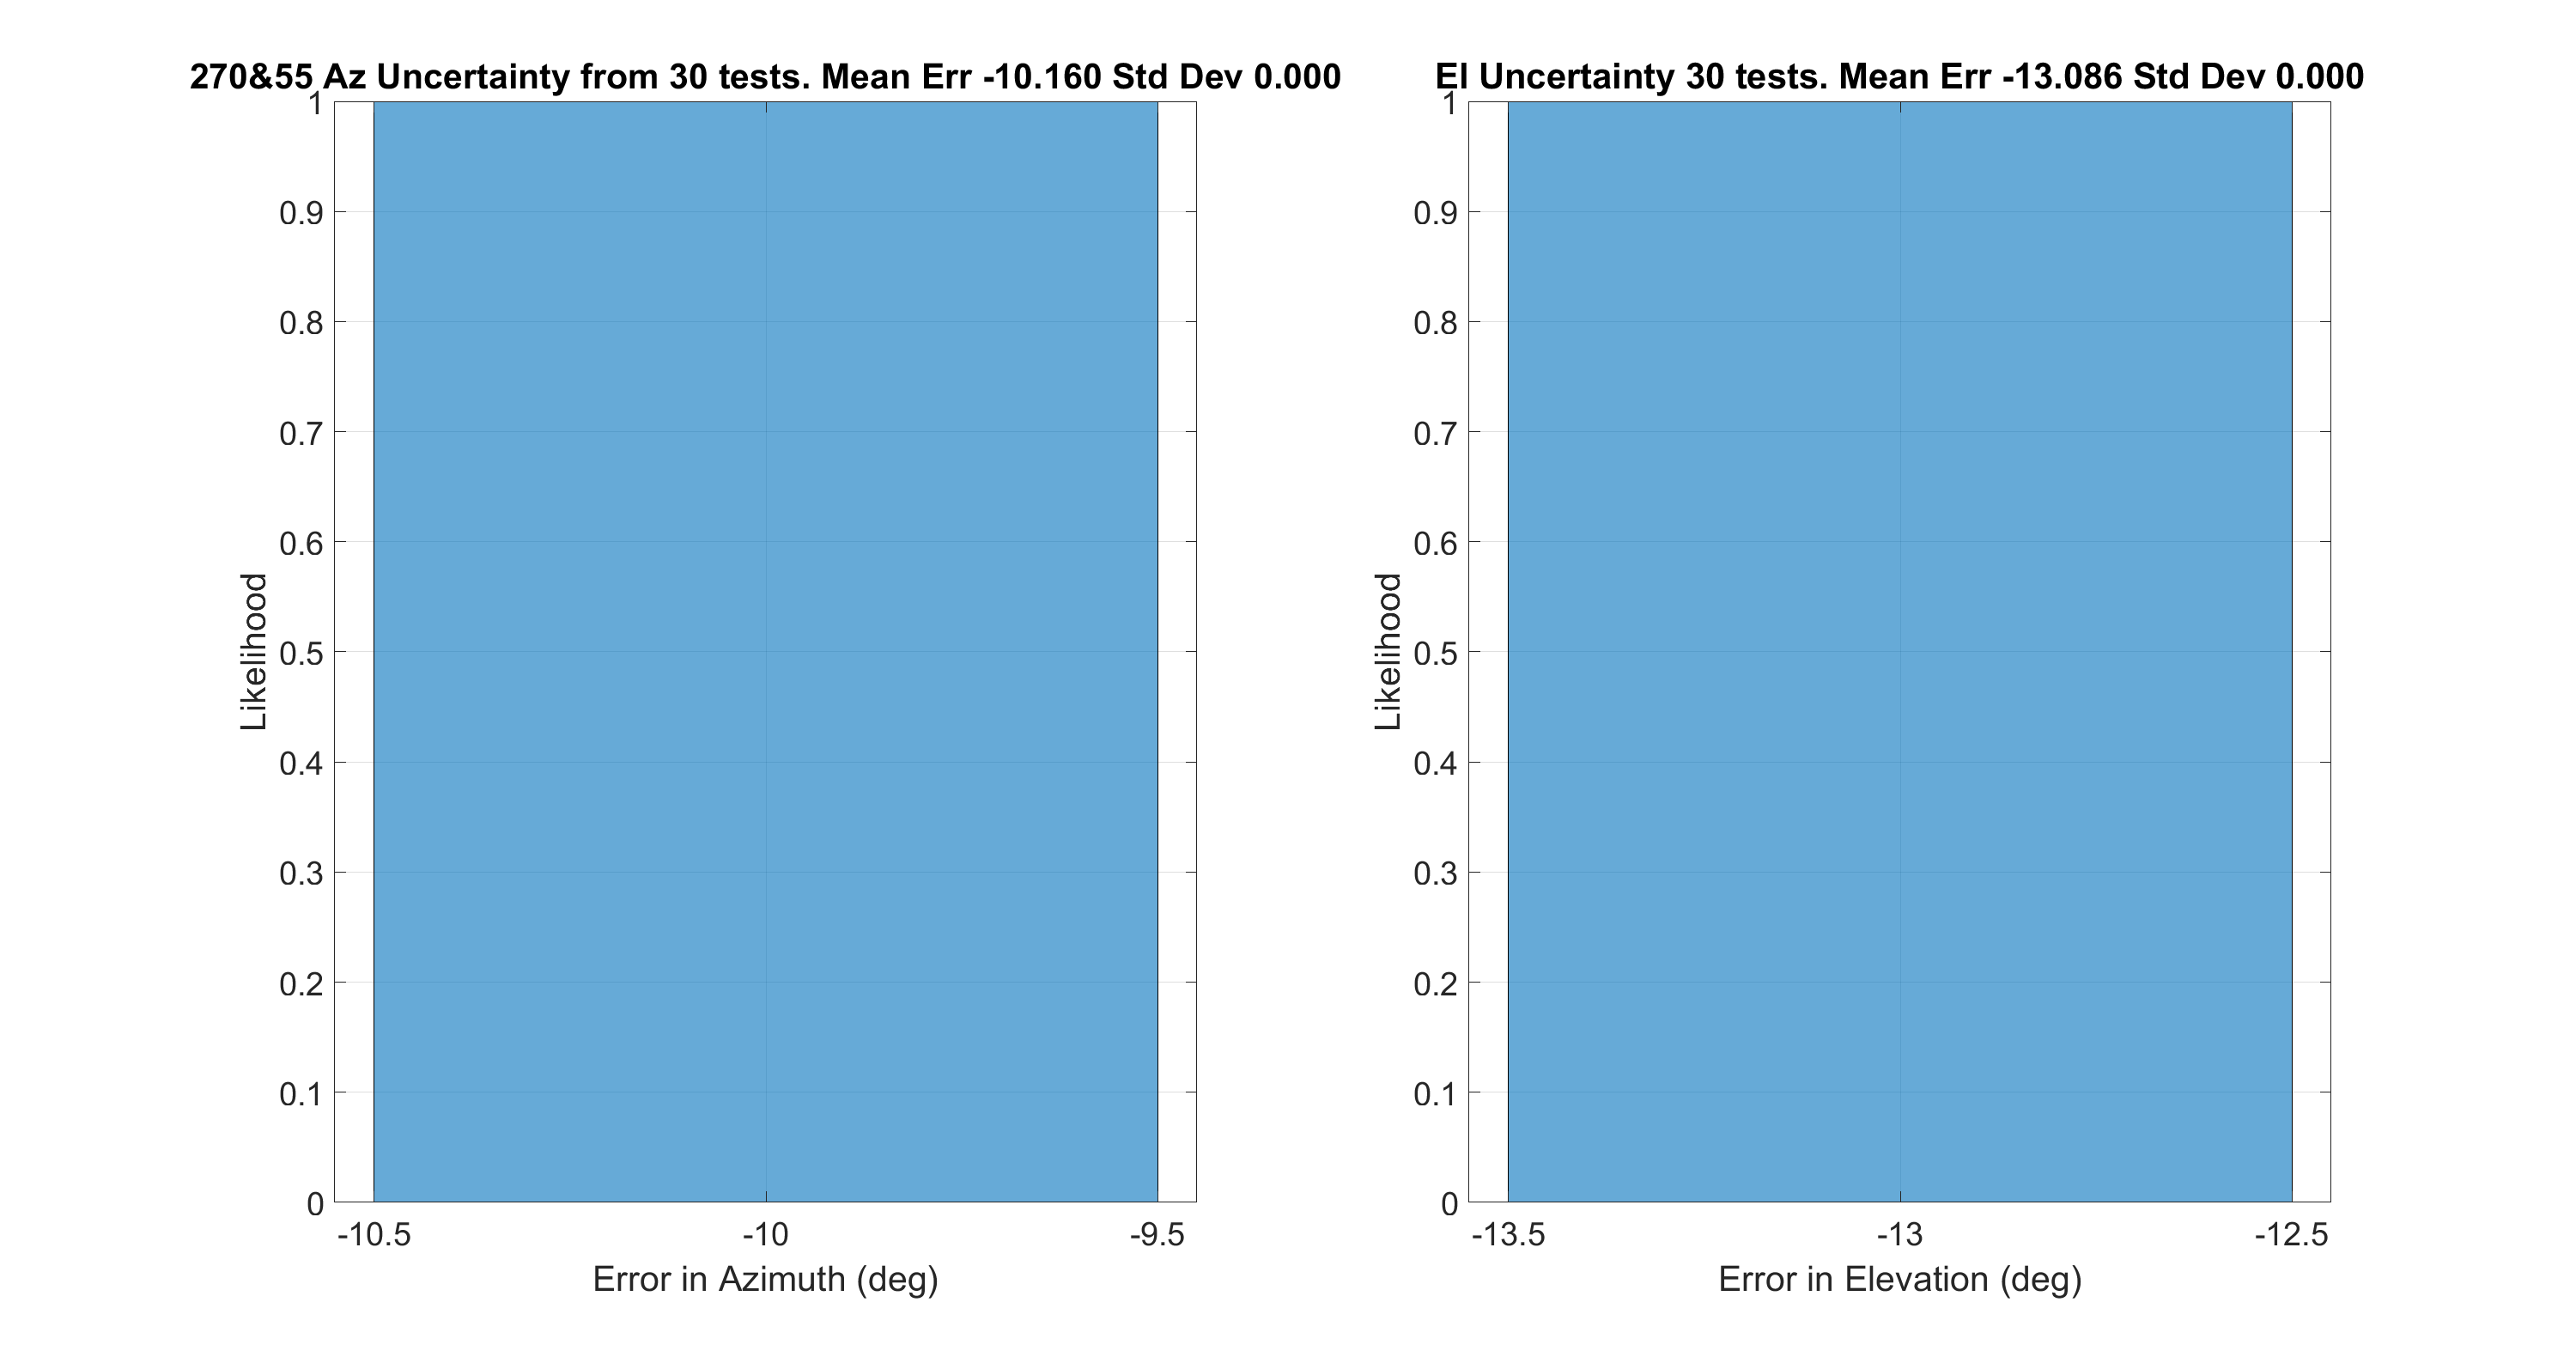 270&55 Az Uncertainty from 30 tests. Mean Err -10.160 Std Dev 0.000
1
0.9
0.8
0.7
0.6
0.5
0.4
0.3
0.2
0.1
0
Likelihood
-10.5 -10 -9.5
Error in Azimuth (deg)
El Uncertainty 30 tests. Mean Err -13.086 Std Dev 0.000
1
0.9
0.8
0.7
0.6
0.5
0.4
0.3
0.2
0.1
0
Likelihood
-13.5 -13 -12.5
Error in Elevation (deg)